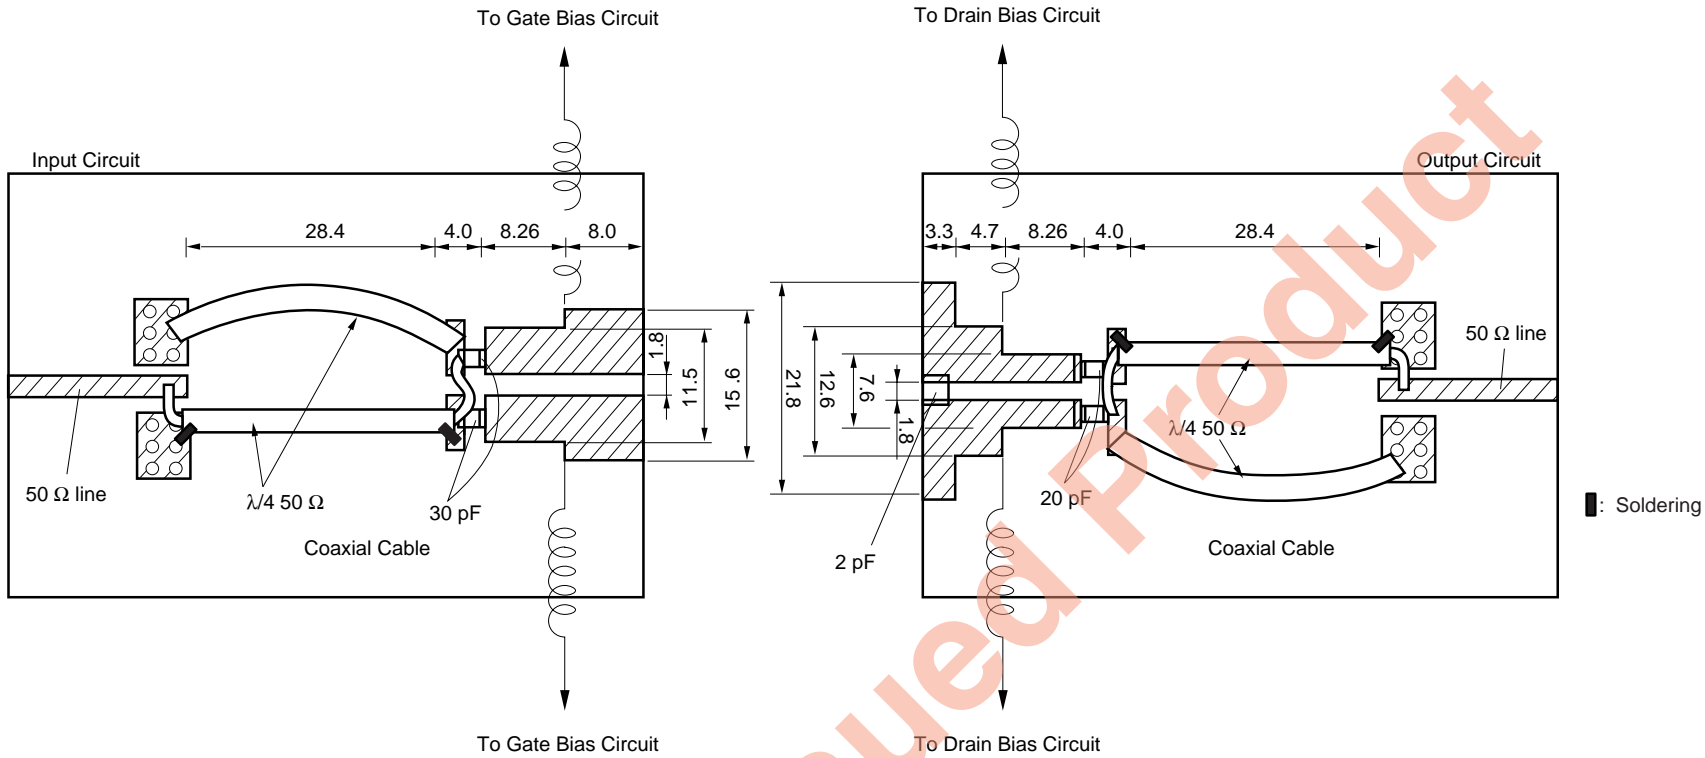 To Gate Bias Circuit
To Drain Bias Circuit
Input Circuit
Output Circuit
28.4 4.0 8.26 8.0
3.3 4.7 8.26 4.0 28.4
1.8
11.5
15 .6
21.8
12.6
7.6
1.8
50 Ω line
50 Ω line
λ/4 50 Ω
30 pF
λ/4 50 Ω
20 pF
2 pF
Coaxial Cable
Coaxial Cable
: Soldering
To Gate Bias Circuit
To Drain Bias Circuit
ued Product